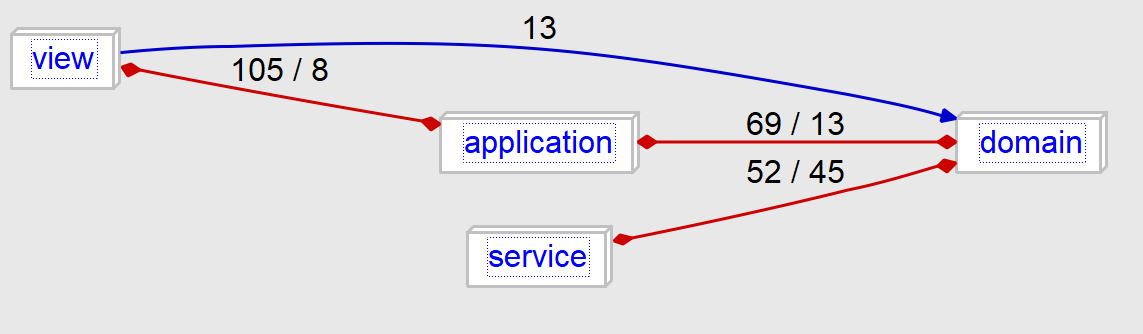 13
view
105 / 8
application
69 / 13
domain
52 / 45
service